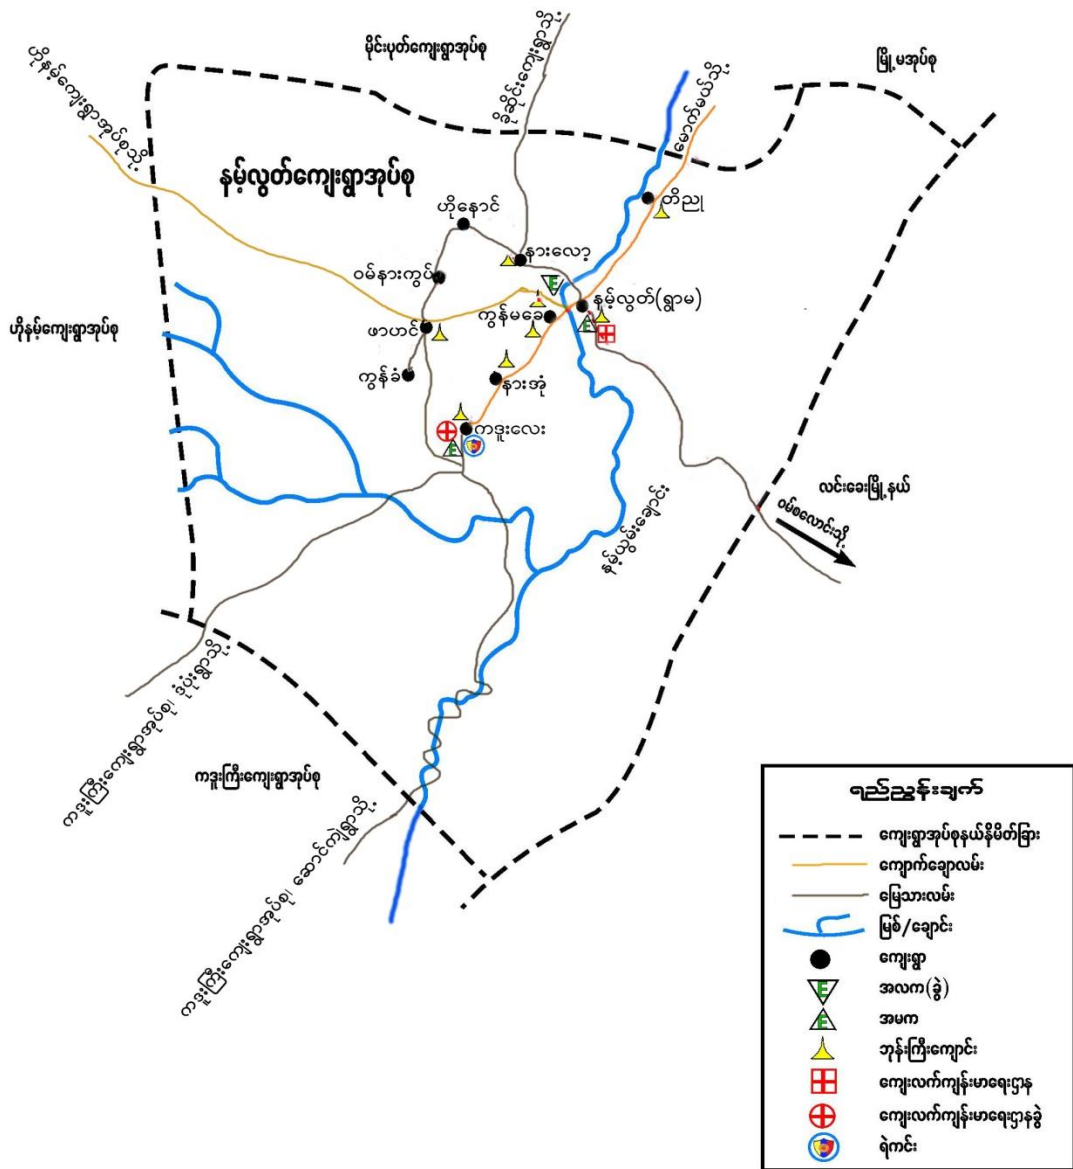 မိုင်းပုတ်ကျေးရွာအုပ်စု
မြို့မအုပ်စု
ဟိုနမ့်ကျေးရွာအုပ်စုသို့
ခိုဆိုင်းကျေးရွာသို့
မောက်မယ်သို့
နမ့်လွတ်ကျေးရွာအုပ်စု
တိညု
ဟိုနောင်
နားလော့
ဝမ်နားကွပ်
နမ့်လွတ်(ရွာမ)
ကွန်မခေ
ဟိုနမ့်ကျေးရွာအုပ်စု
ဖာဟင်
ကွန်ခံ
နားအုံ
ကဒူးလေး
E
E
E
လင်းခေးမြို့နယ်
ဝမ်စလောင်းသို့
နမ့်ယွမ်းချောင်း
ကဒူးကြီးကျေးရွာအုပ်စု၊ ဒုံပုံးရွာသို့
ကဒူးကြီးကျေးရွာအုပ်စု
ကဒူးကြီးကျေးရွာအုပ်စု၊ ဆောင်ကျဲရွာသို့
ရည်ညွှန်းချက်
ကျေးရွာအုပ်စုနယ်နိမိတ်ခြား
ကျောက်ချောလမ်း
မြေသားလမ်း
မြစ်/ချောင်း
ကျေးရွာ
E အလက(ခွဲ)
E အမက
ဘုန်းကြီးကျောင်း
ကျေးလက်ကျန်းမာရေးဌာန
ကျေးလက်ကျန်းမာရေးဌာနခွဲ
ရဲကင်း